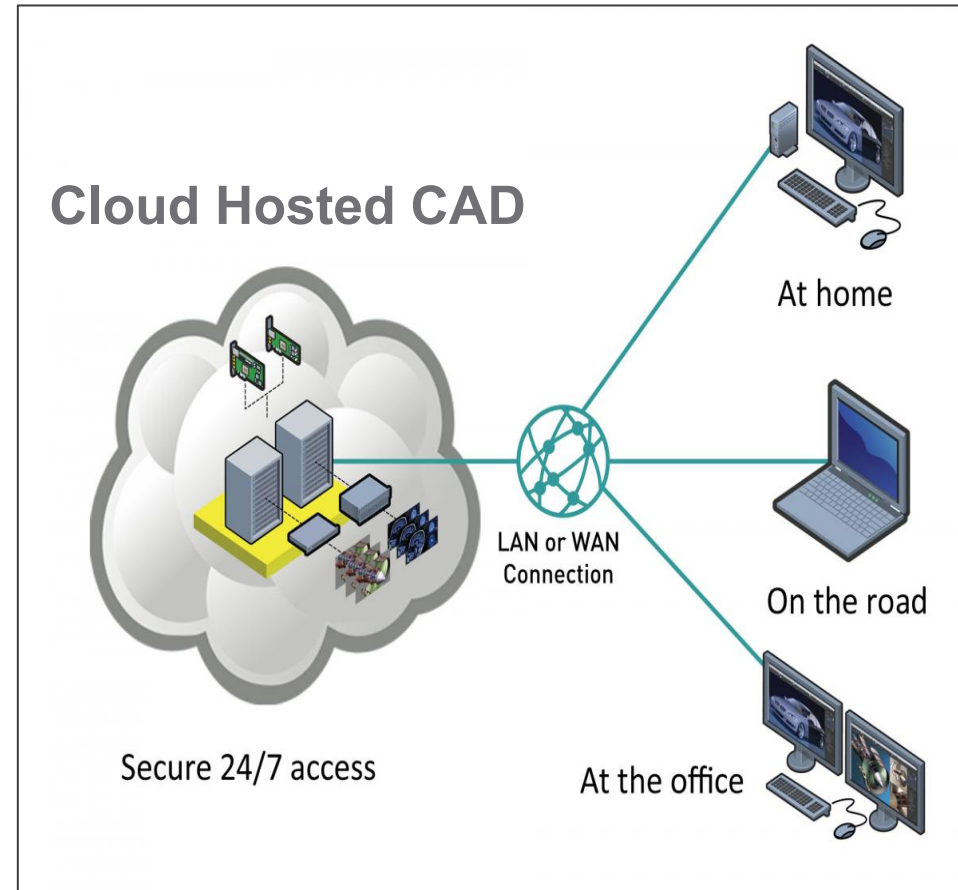 Cloud Hosted CAD
At home
LAN or WAN
Connection
On the road
Secure 24/7 access
At the office